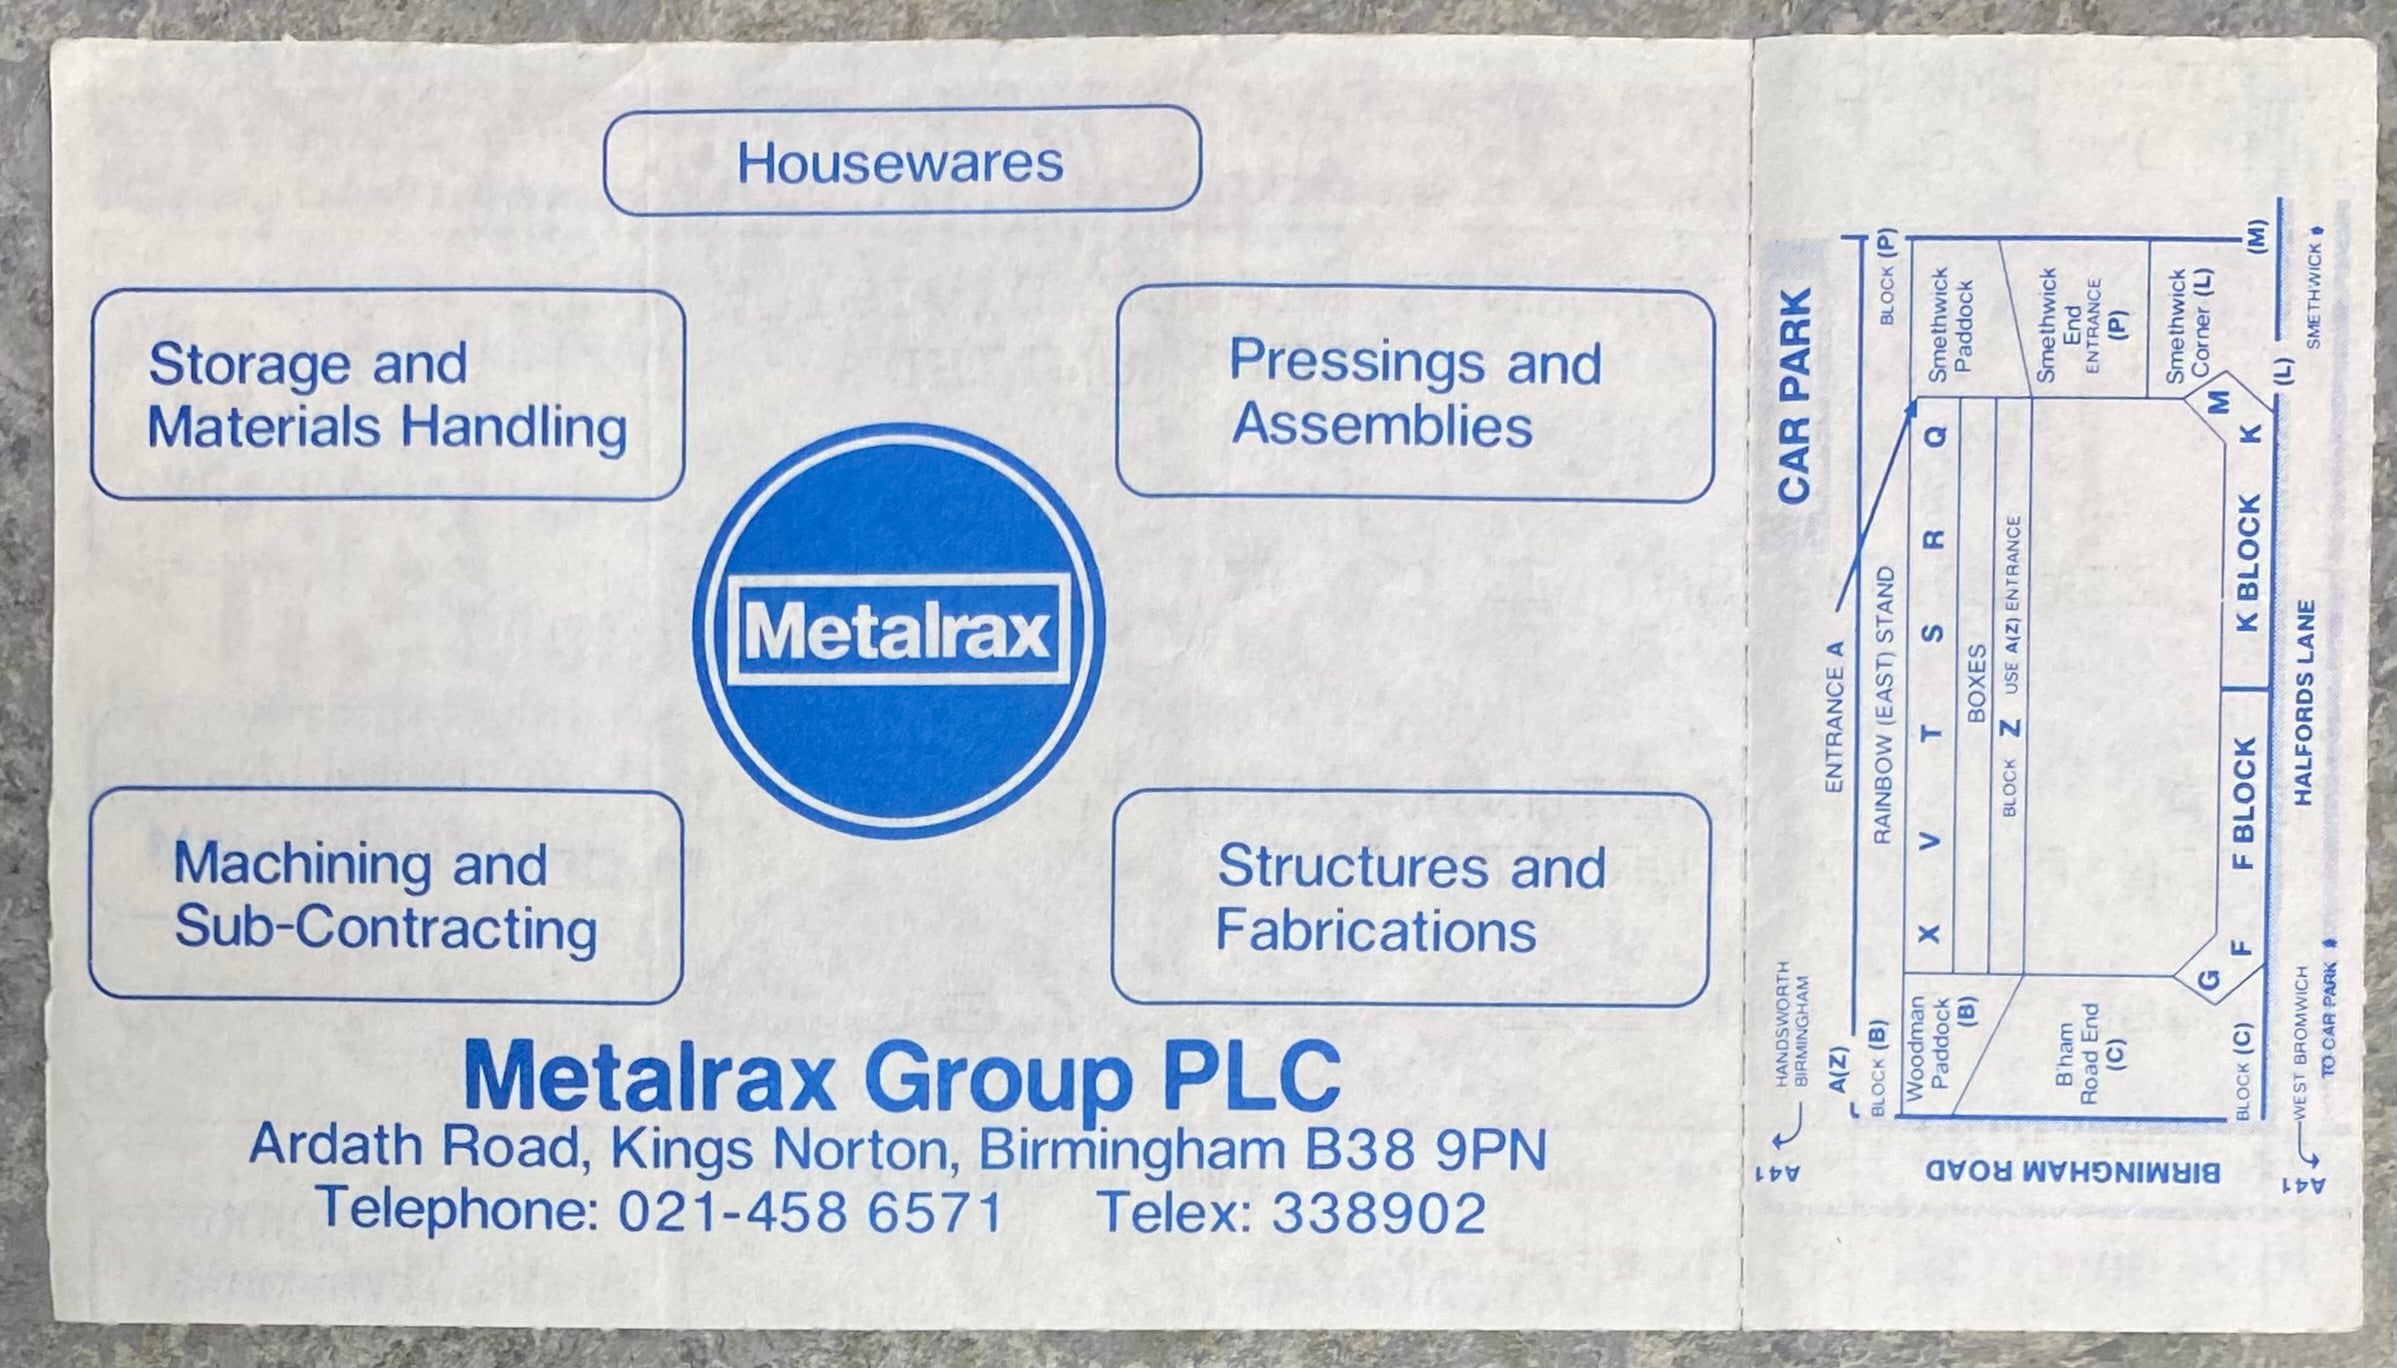 Housewares
Storage and
Materials Handling
Pressings and
Assemblies
Metalrax
Machining and
Sub-Contracting
Structures and
Fabrications
Metalrax Group PLC
Ardath Road, Kings Norton, Birmingham B38 9PN
Telephone: 021-458 6571 Telex: 338902
CAR PARK
ENTRANCE A
HANDSWORTH
BIRMINGHAM
A41
A(Z)
BLOCK (B)
RAINBOW (EAST) STAND
BLOCK (P)
Woodman
Paddock
(B)
X V T S R Q
Smethwick
Paddock
BOXES
BLOCK Z USE A(Z) ENTRANCE
B'ham
Road End
(C)
Smethwick
End
ENTRANCE
(P)
Smethwick
Corner (L)
G
M
F F BLOCK
K BLOCK K
BLOCK (C)
(L)
(M)
HALFORDS LANE
WEST BROMWICH
A41
TO CAR PARK
SMETHWICK
BIRMINGHAM ROAD